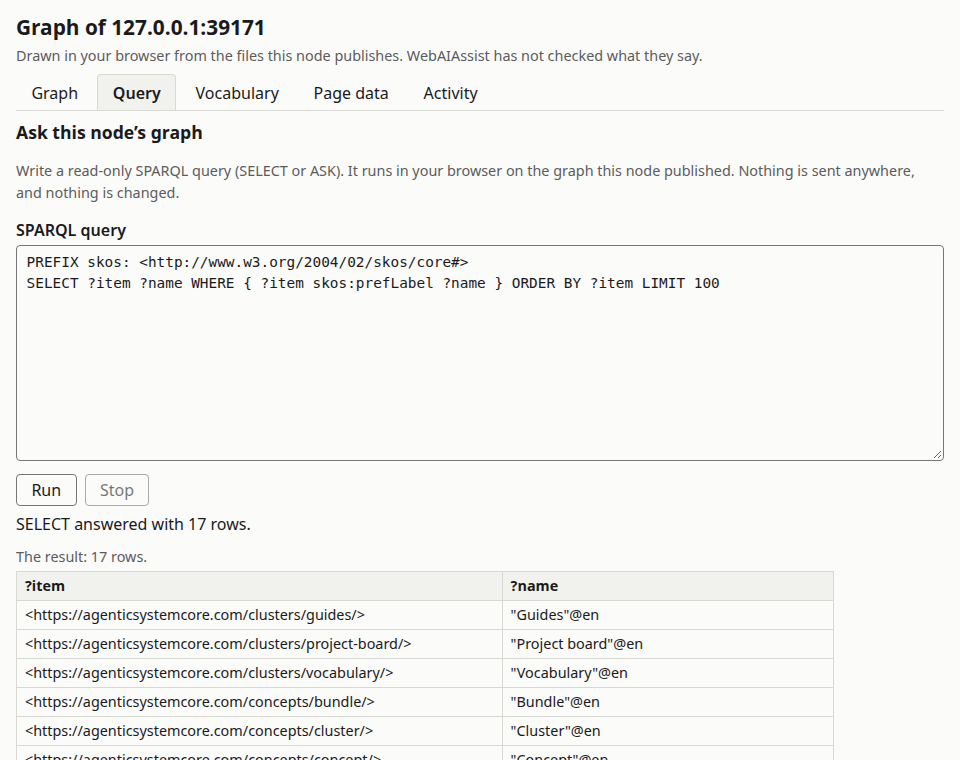 Graph of 127.0.0.1:39171
Drawn in your browser from the files this node publishes. WebAIAssist has not checked what they say.
Graph Query Vocabulary Page data Activity
Ask this node’s graph
Write a read-only SPARQL query (SELECT or ASK). It runs in your browser on the graph this node published. Nothing is sent anywhere,
and nothing is changed.
SPARQL query
PREFIX skos: <http://www.w3.org/2004/02/skos/core#>
SELECT ?item ?name WHERE { ?item skos:prefLabel ?name } ORDER BY ?item LIMIT 100
Run Stop
SELECT answered with 17 rows.
The result: 17 rows.
?item ?name
<https://agenticsystemcore.com/clusters/guides/> "Guides"@en
<https://agenticsystemcore.com/clusters/project-board/> "Project board"@en
<https://agenticsystemcore.com/clusters/vocabulary/> "Vocabulary"@en
<https://agenticsystemcore.com/concepts/bundle/> "Bundle"@en
<https://agenticsystemcore.com/concepts/cluster/> "Cluster"@en
<https://agenticsystemcore.com/concepts/concept/> "Concept"@en